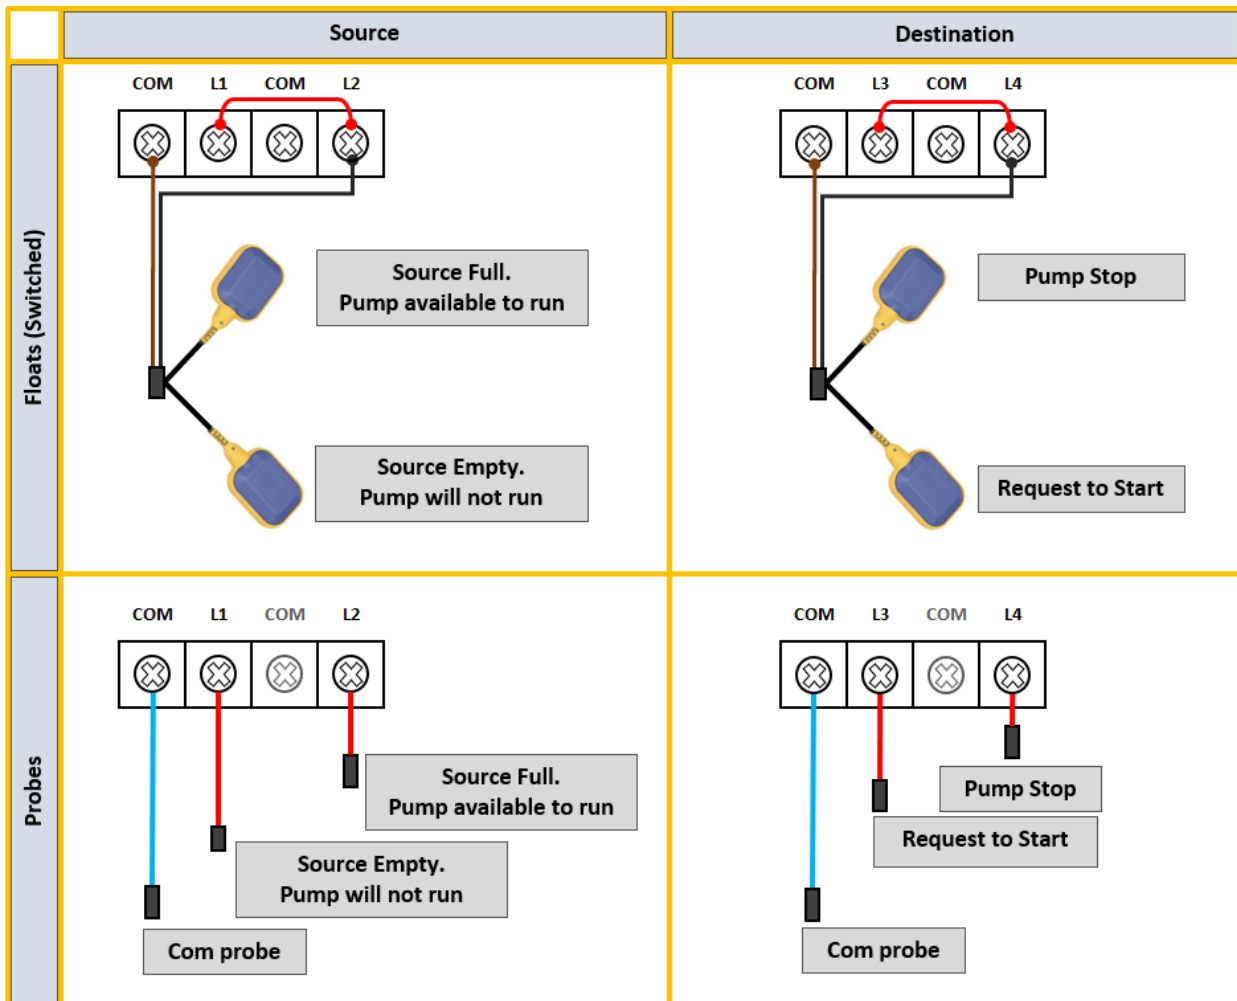 Source
Destination
Floats (Switched)
COM L1 COM L2
Source Full.
Pump available to run
Source Empty.
Pump will not run
COM L3 COM L4
Pump Stop
Request to Start
Probes
COM L1 COM L2
Source Full.
Pump available to run
Source Empty.
Pump will not run
Com probe
COM L3 COM L4
Pump Stop
Request to Start
Com probe